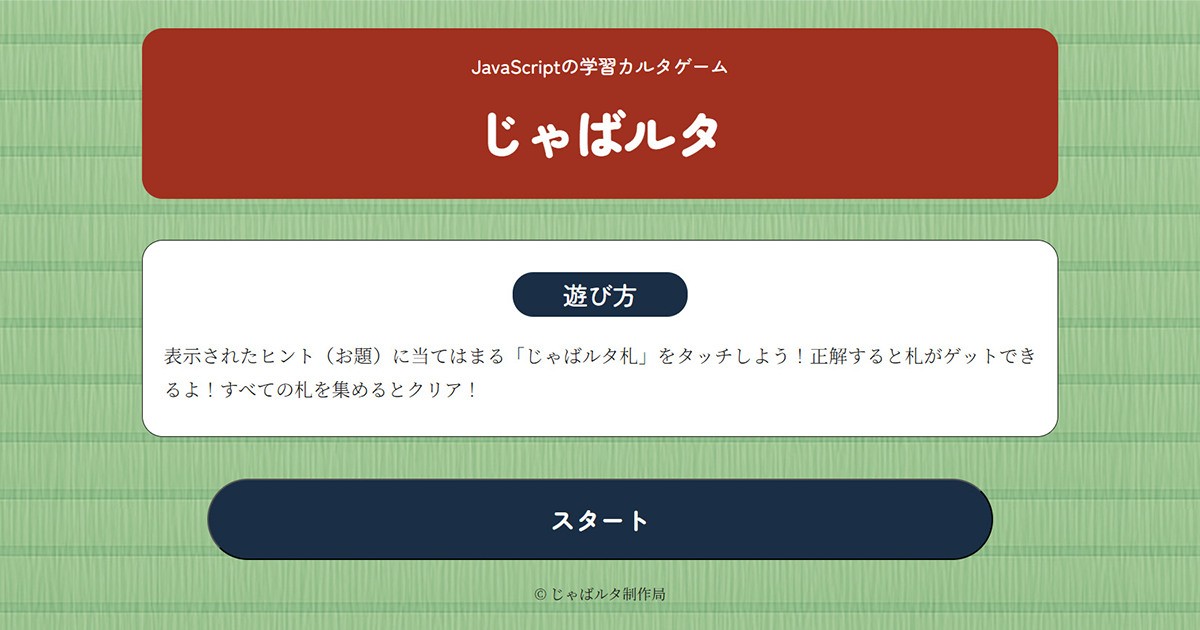 JavaScriptの学習カルタゲーム
じゃばルタ
遊び方
表示されたヒント（お題）に当てはまる「じゃばルタ札」をタッチしよう！正解すると札がゲットでき
るよ！すべての札を集めるとクリア！
スタート
© じゃばルタ制作局